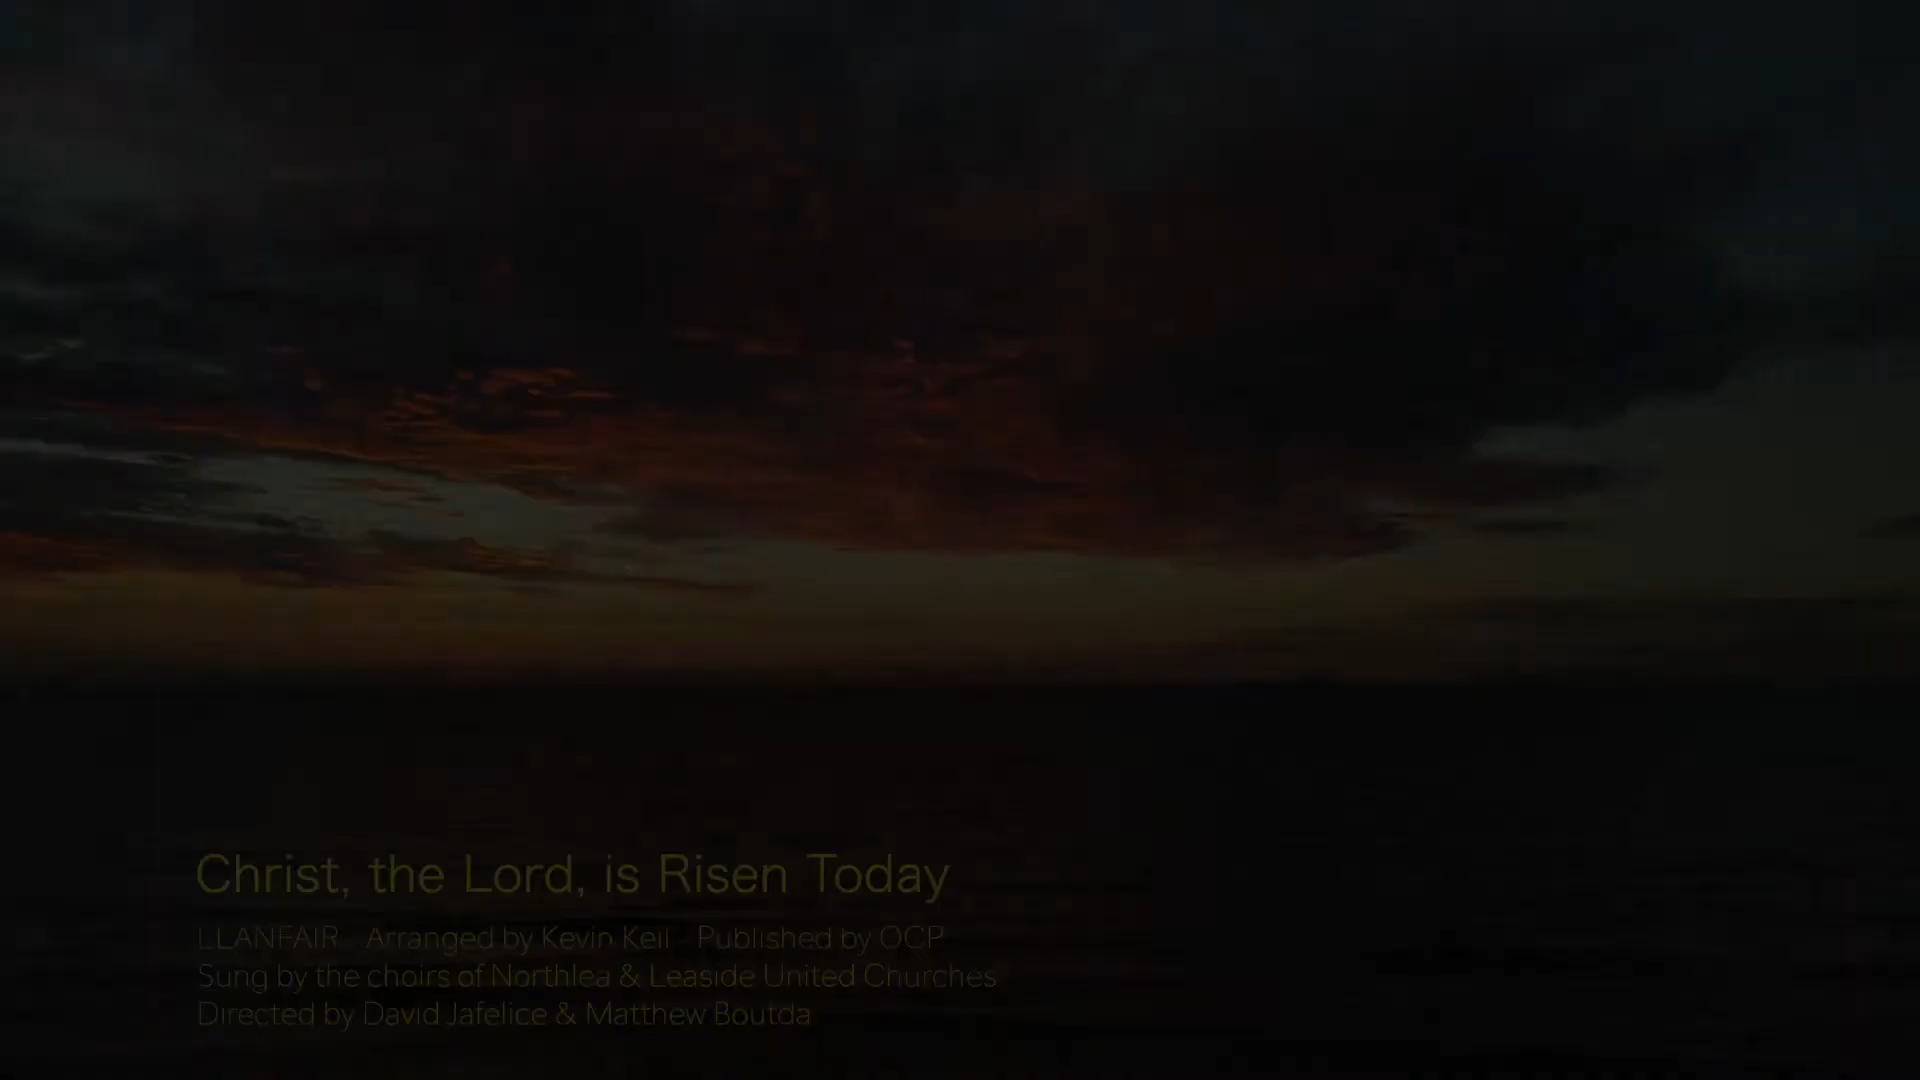 Christ, the Lord, is Risen Today
LLANFAIR - Arranged by Kevin Keil - Published by OCP
Sung by the choirs of Northlea & Leaside United Churches
Directed by David Jafelice & Matthew Boutda